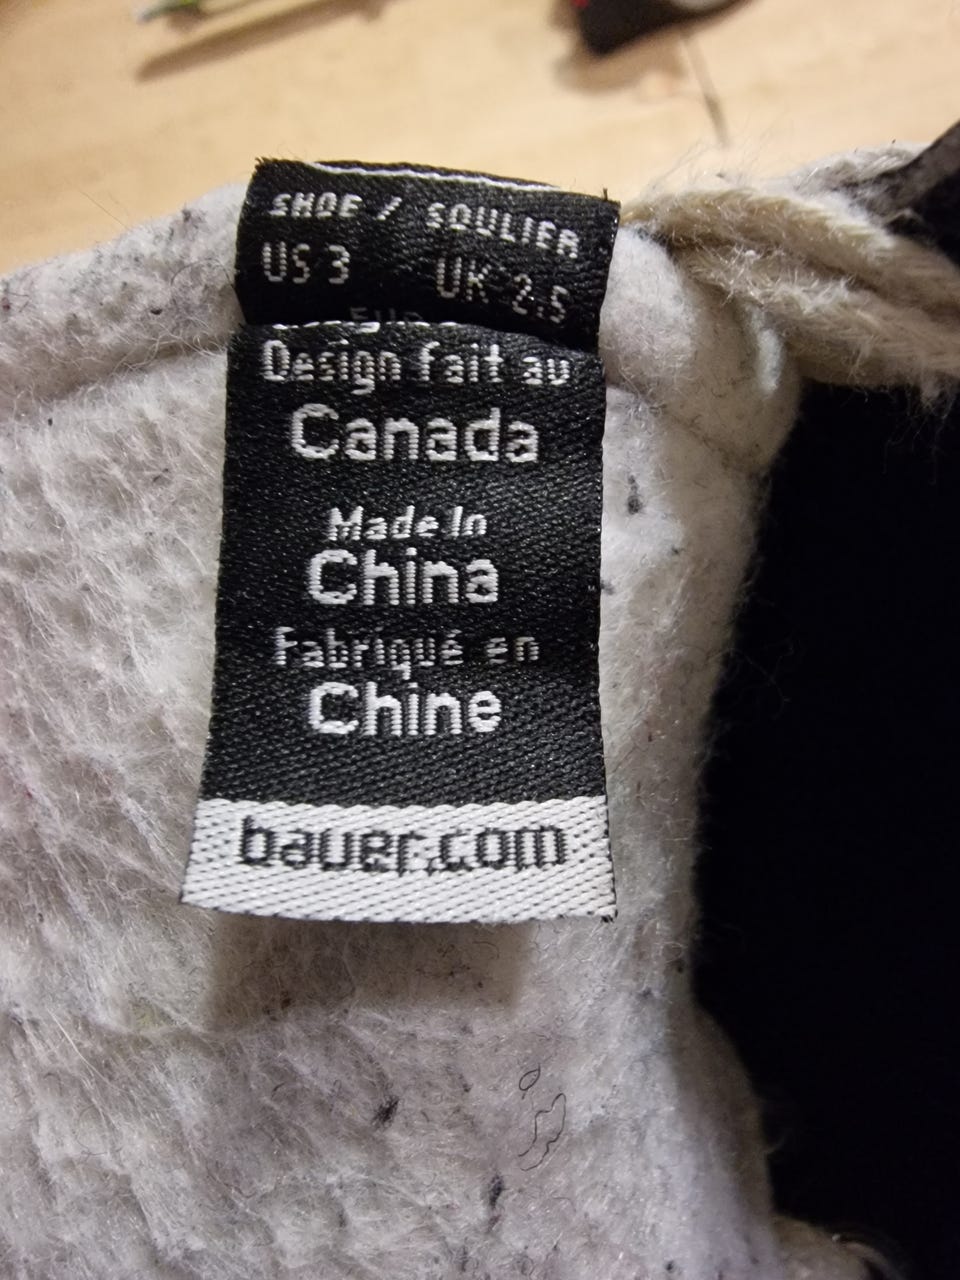 SHOE / SOULIER
US 3 UK 2.5
Design fait au
Canada
Made In
China
Fabriqué en
Chine
bauer.com